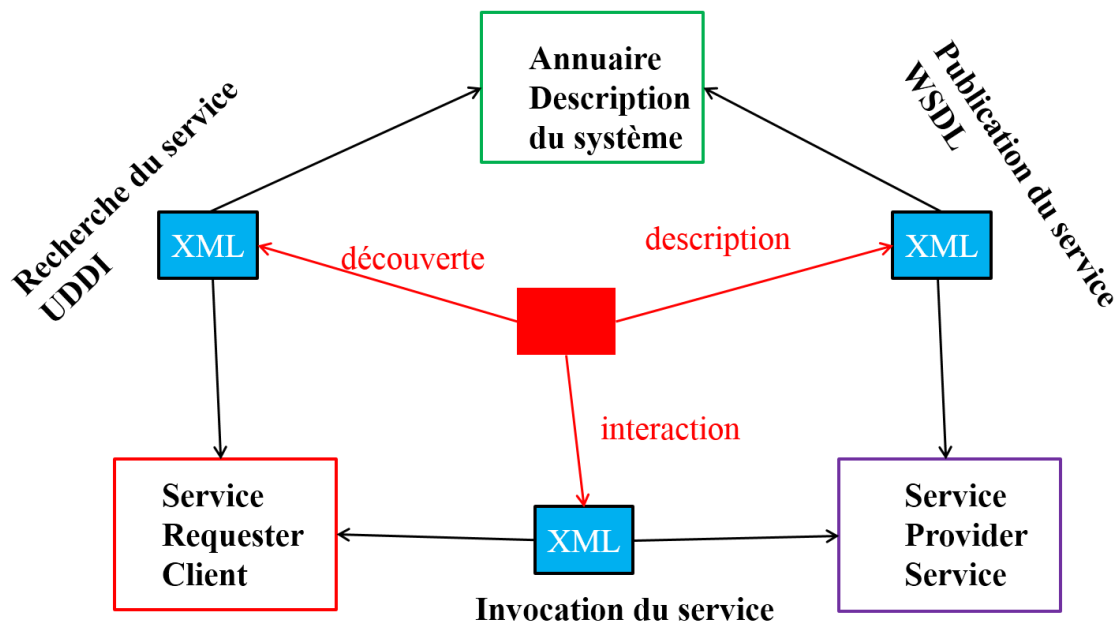 Annuaire
Description
du système
Recherche du service
UDDI
Publication du service
WSDL
XML
découverte
description
XML
interaction
Service
Requester
Client
XML
Service
Provider
Service
Invocation du service